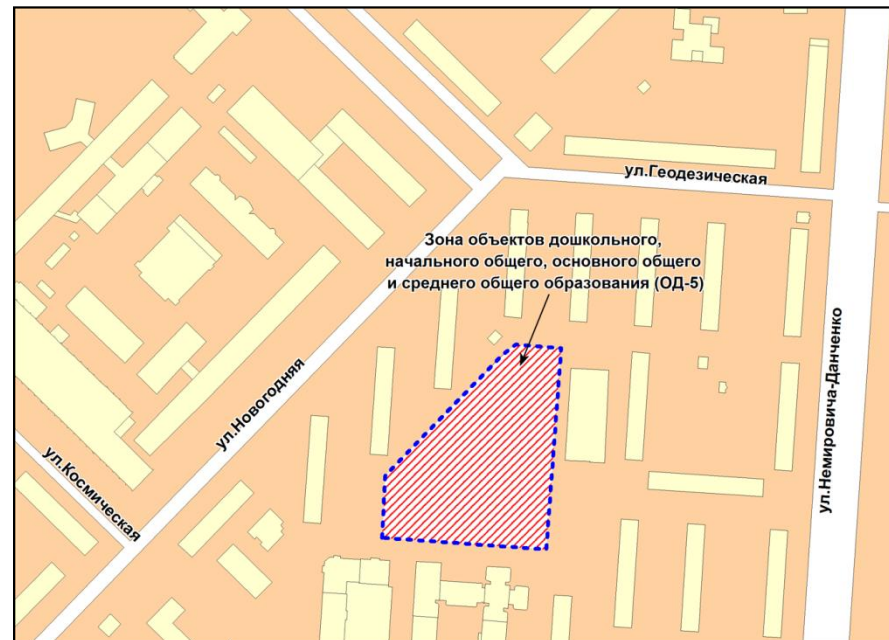 ул.Геодезическая
Зона объектов дошкольного,
начального общего, основного общего
и среднего общего образования (ОД-5)
ул.Новогодняя
ул.Немировича-Данченко
ул.Космическая